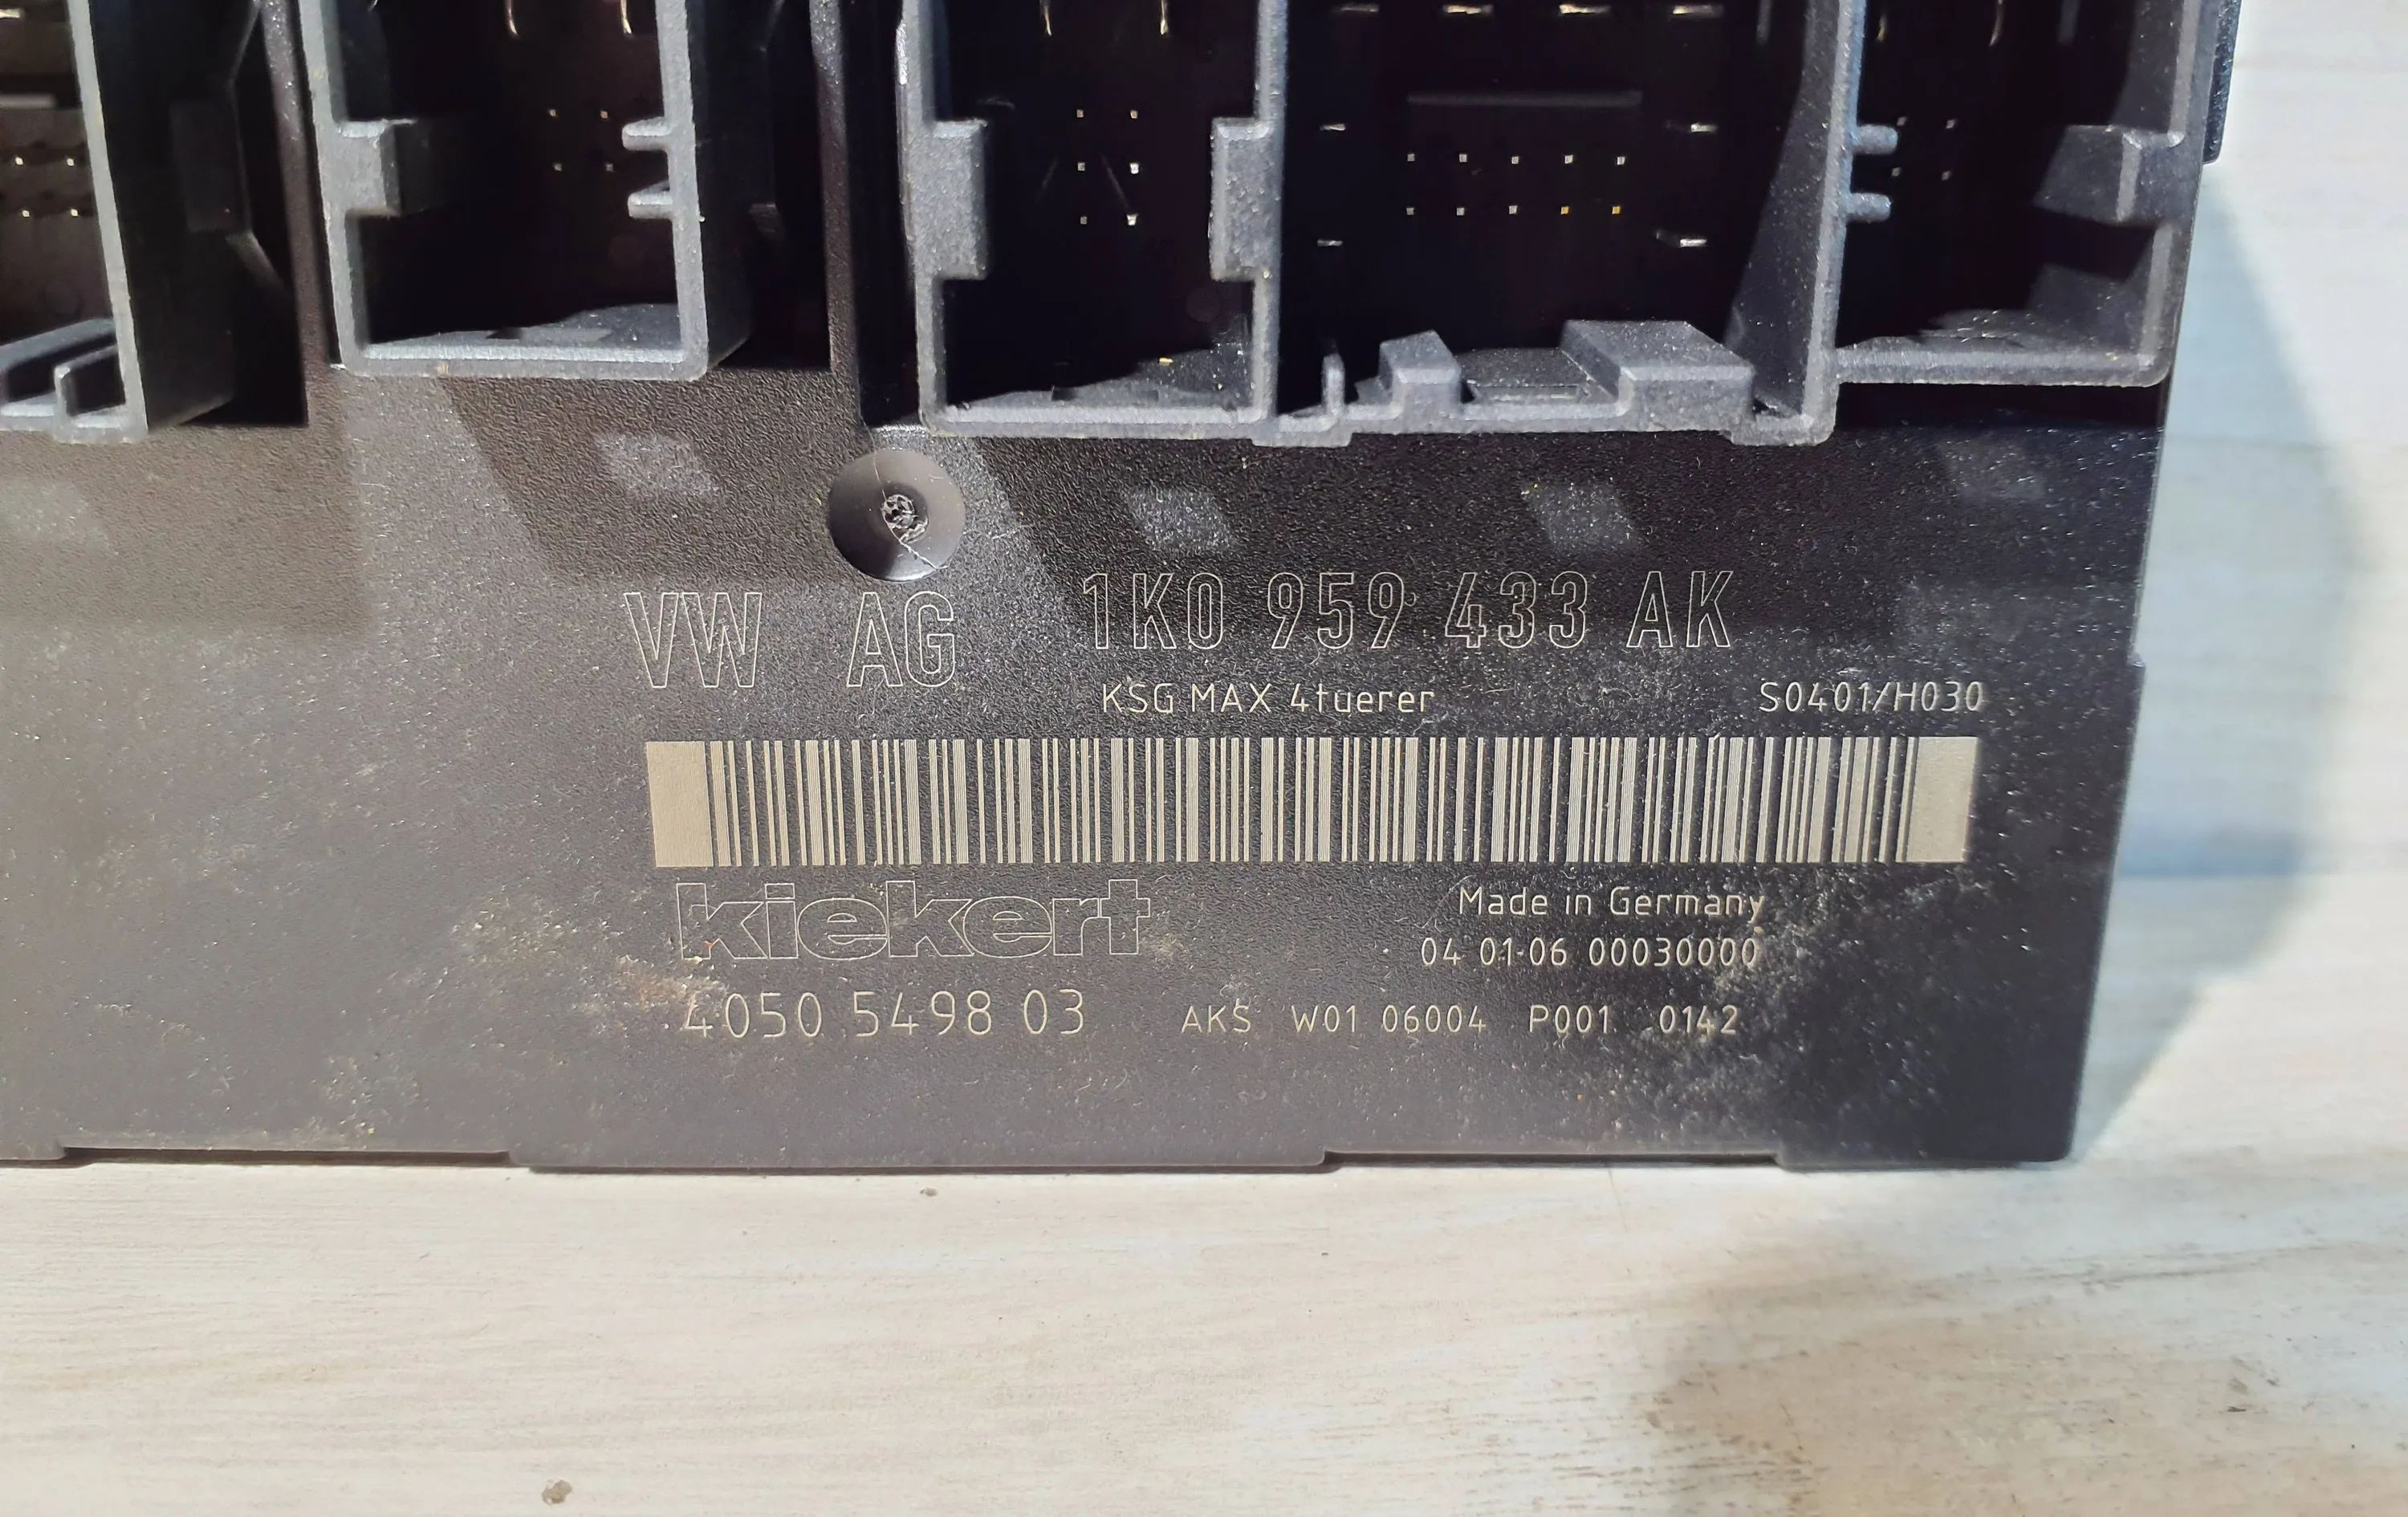 VW AG 1K0 959 433 AK
KSG MAX 4tuerer S0401/H030
kiekert Made in Germany
04 01-06 00030000
4050 5498 03 AKS W01 06004 P001 0142